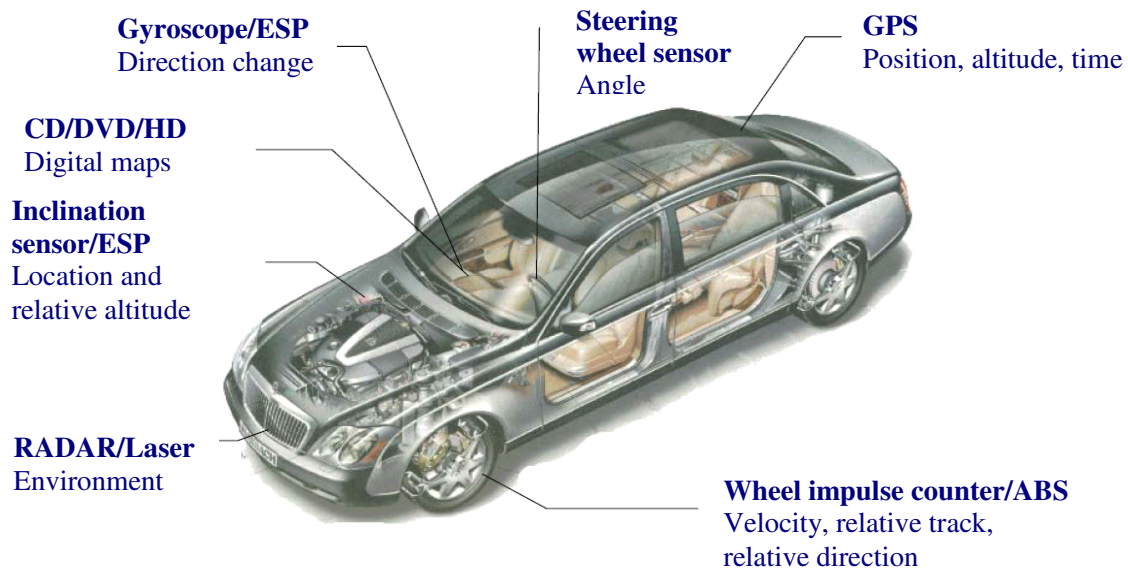 Gyroscope/ESP
Direction change
Steering
wheel sensor
Angle
GPS
Position, altitude, time
CD/DVD/HD
Digital maps
Inclination
sensor/ESP
Location and
relative altitude
RADAR/Laser
Environment
Wheel impulse counter/ABS
Velocity, relative track,
relative direction